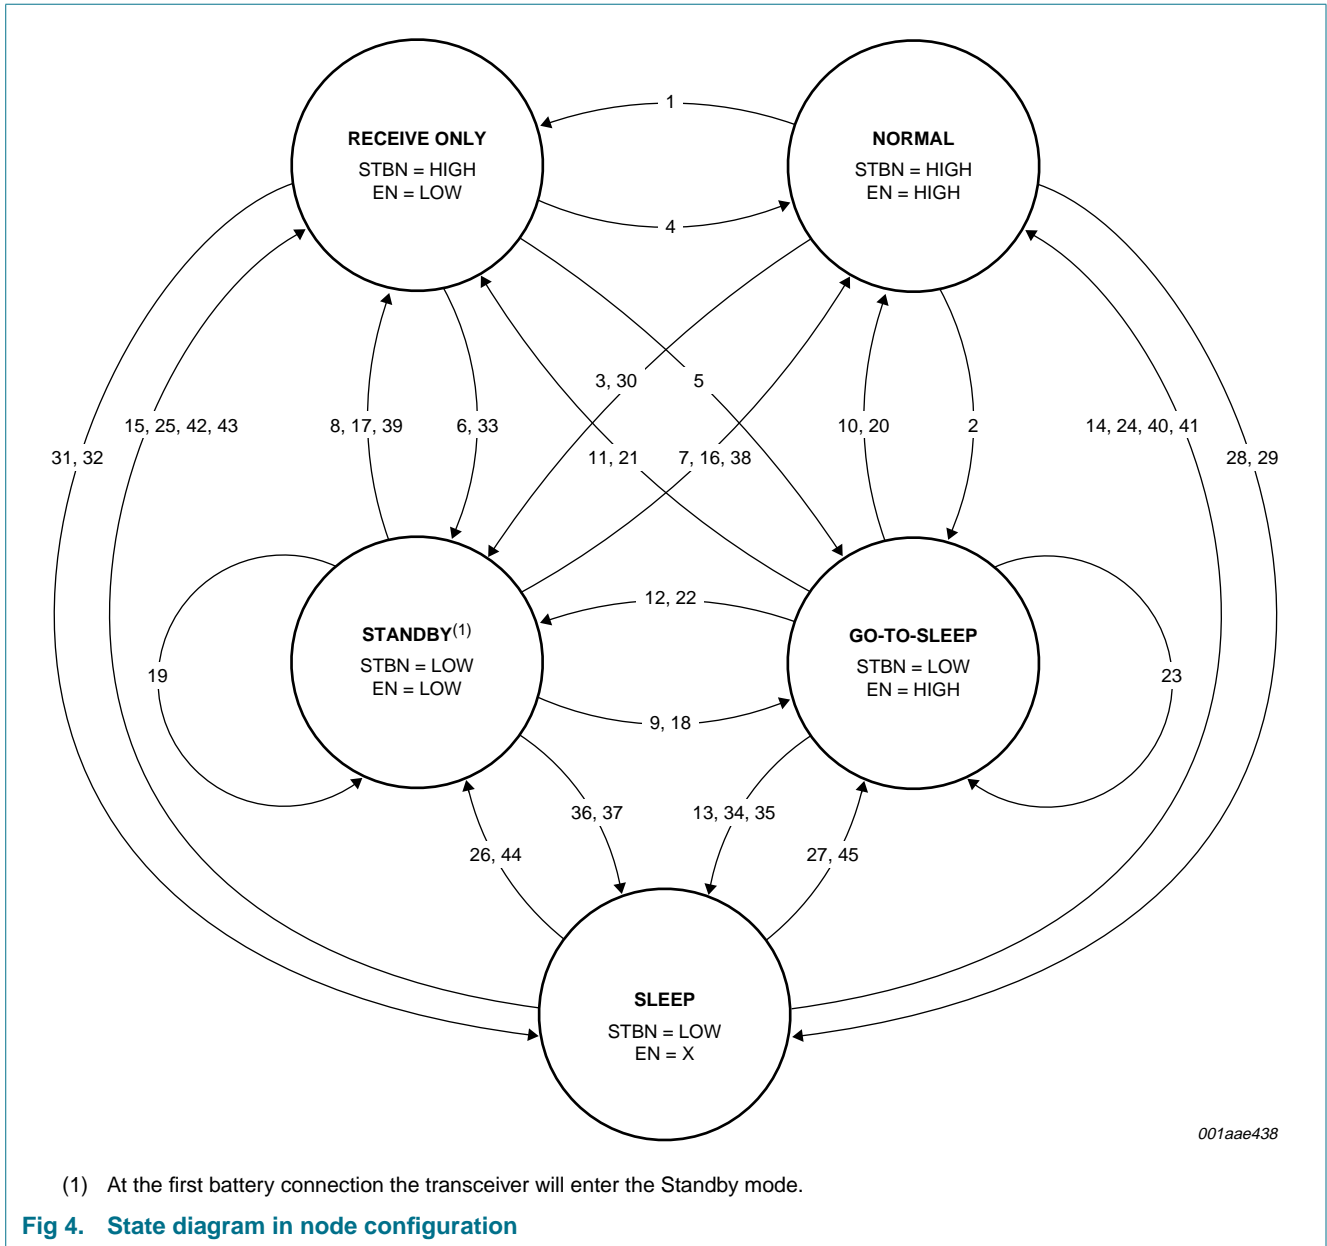 1
RECEIVE ONLY
STBN = HIGH
EN = LOW
NORMAL
STBN = HIGH
EN = HIGH
4
3, 30
5
15, 25, 42, 43
8, 17, 39
6, 33
10, 20
2
14, 24, 40, 41
31, 32
11, 21
7, 16, 38
28, 29
12, 22
STANDBY(1)
STBN = LOW
EN = LOW
GO-TO-SLEEP
STBN = LOW
EN = HIGH
19
23
9, 18
36, 37
13, 34, 35
26, 44
27, 45
SLEEP
STBN = LOW
EN = X
001aae438
(1) At the first battery connection the transceiver will enter the Standby mode.
Fig 4. State diagram in node configuration